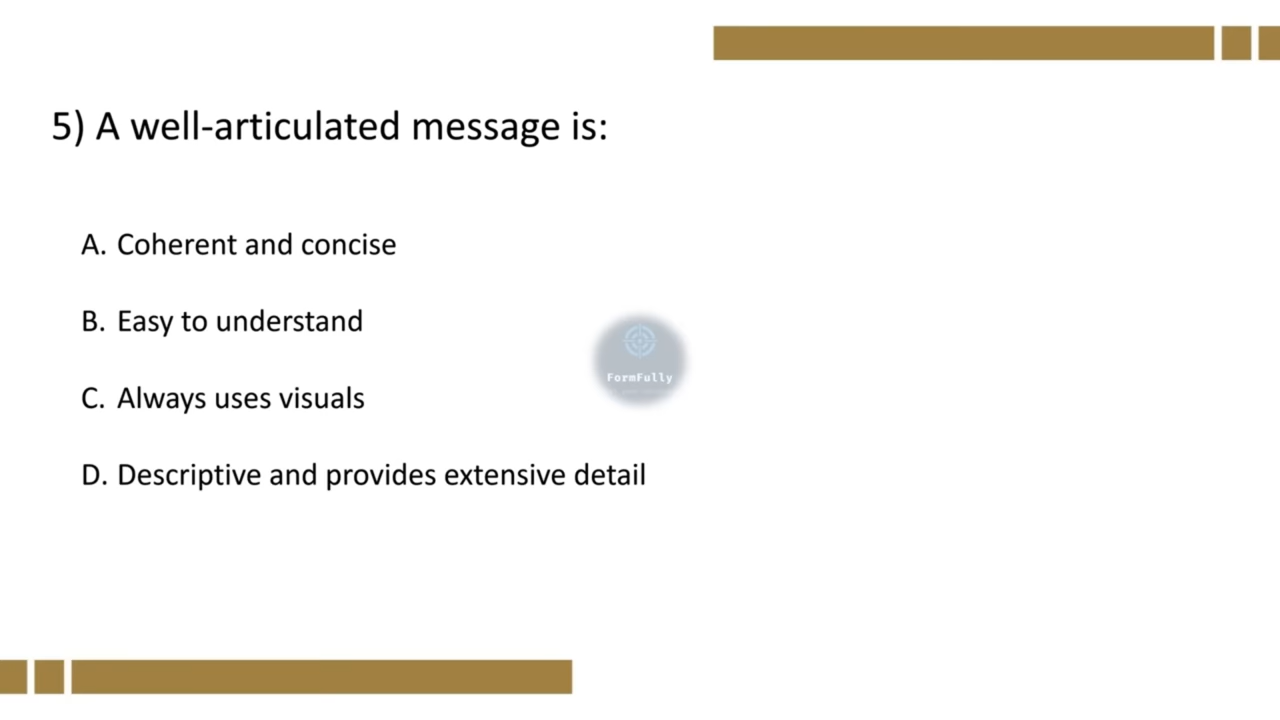 5) A well-articulated message is:
A. Coherent and concise
B. Easy to understand
FormFully
C. Always uses visuals
D. Descriptive and provides extensive detail